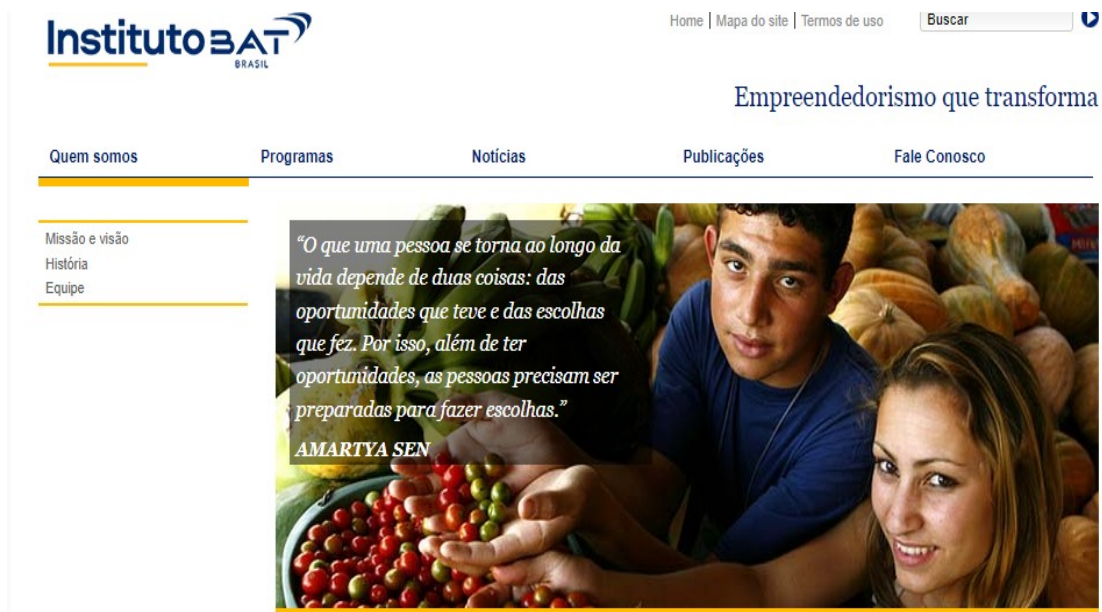 Instituto BAT
BRASIL
Home | Mapa do site | Termos de uso
Buscar
Empreendedorismo que transforma
Quem somos
Programas
Notícias
Publicações
Fale Conosco
Missão e visão
História
Equipe
“O que uma pessoa se torna ao longo da
vida depende de duas coisas: das
oportunidades que teve e das escolhas
que fez. Por isso, além de ter
oportunidades, as pessoas precisam ser
preparadas para fazer escolhas.”
AMARTYA SEN